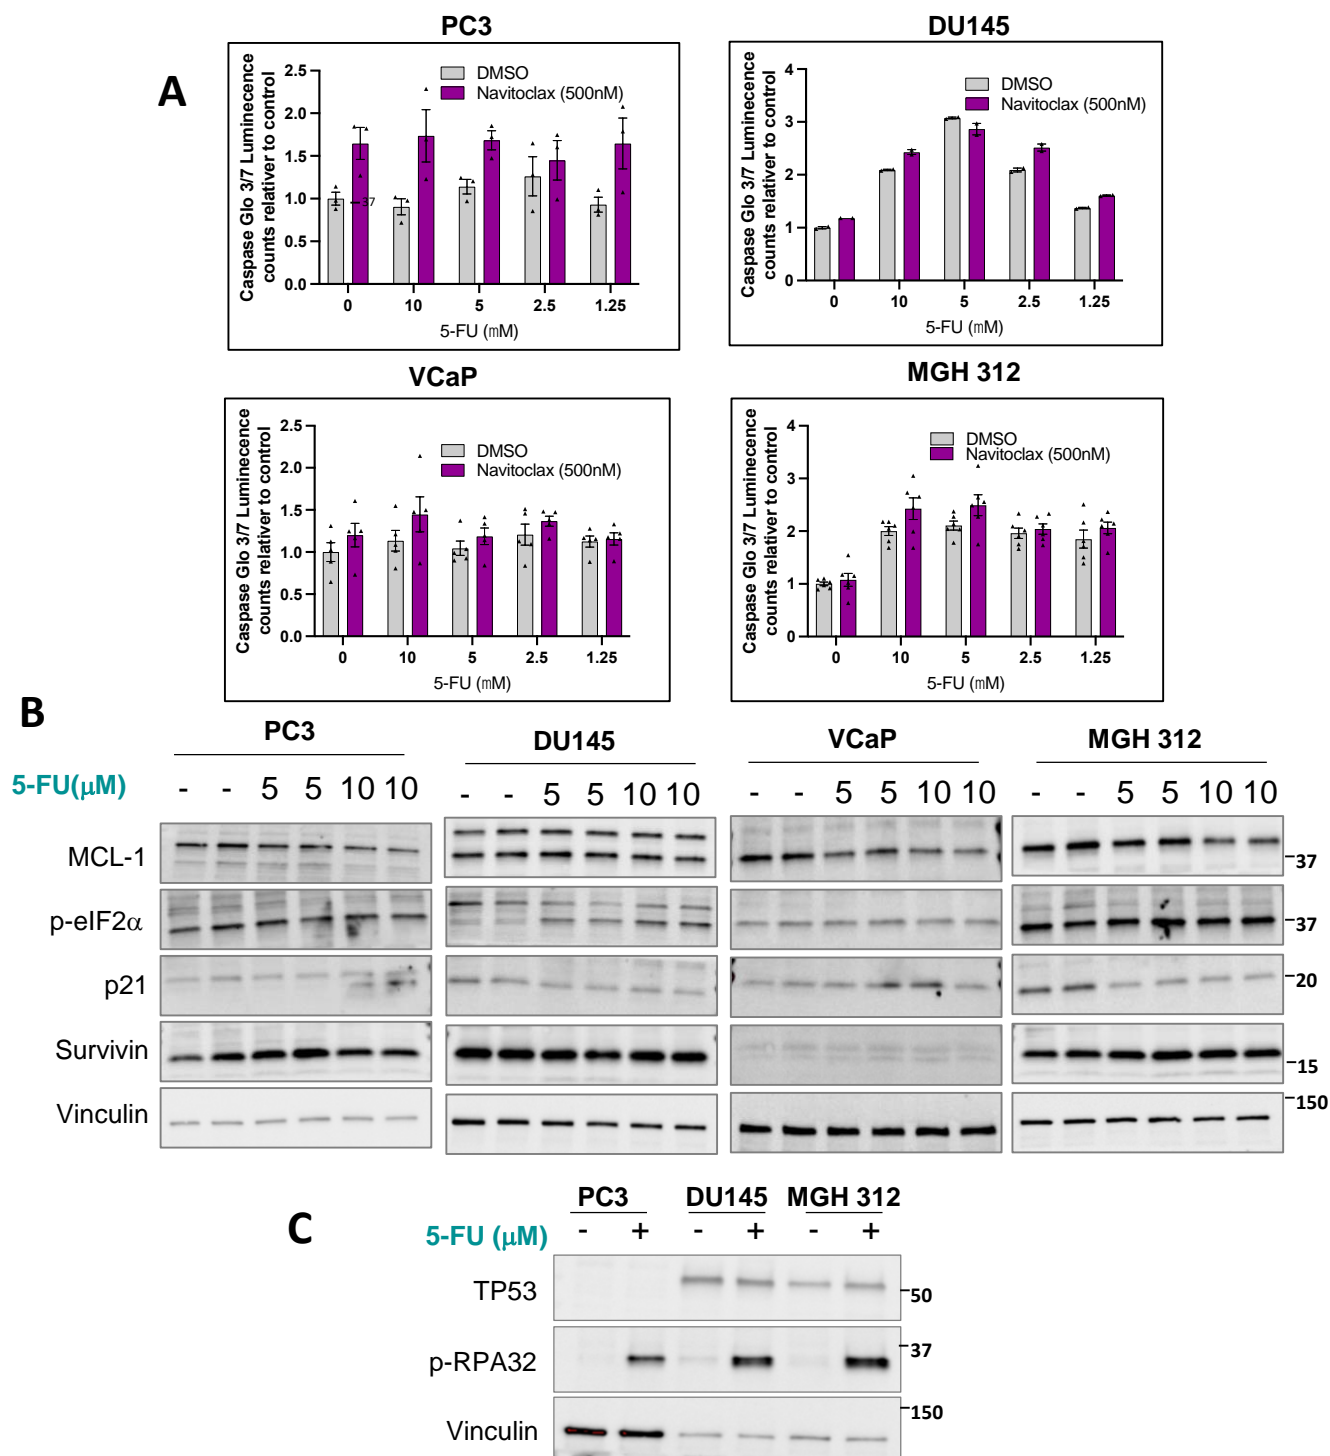 A
PC3
2.5
2.0
1.5
1.0
0.5
0.0
Caspase Glo 3/7 Luminecence
counts relativer to control
DMSO
Navitoclax (500nM)
37
0 10 5 2.5 1.25
5-FU (mM)
DU145
4
3
2
1
0
Caspase Glo 3/7 Luminecence
counts relativer to control
DMSO
Navitoclax (500nM)
0 10 5 2.5 1.25
5-FU (mM)
VCaP
2.5
2.0
1.5
1.0
0.5
0.0
Caspase Glo 3/7 Luminecence
counts relativer to control
DMSO
Navitoclax (500nM)
0 10 5 2.5 1.25
5-FU (mM)
MGH 312
4
3
2
1
0
Caspase Glo 3/7 Luminecence
counts relativer to control
DMSO
Navitoclax (500nM)
0 10 5 2.5 1.25
5-FU (mM)
B
PC3 DU145 VCaP MGH 312
5-FU(μM) - - 5 5 10 10 - - 5 5 10 10 - - 5 5 10 10 - - 5 5 10 10
MCL-1 37
p-eIF2α 37
p21 20
Survivin 15
Vinculin 150
C
PC3 DU145 MGH 312
5-FU (μM) - + - + - +
TP53 50
p-RPA32 37
Vinculin 150